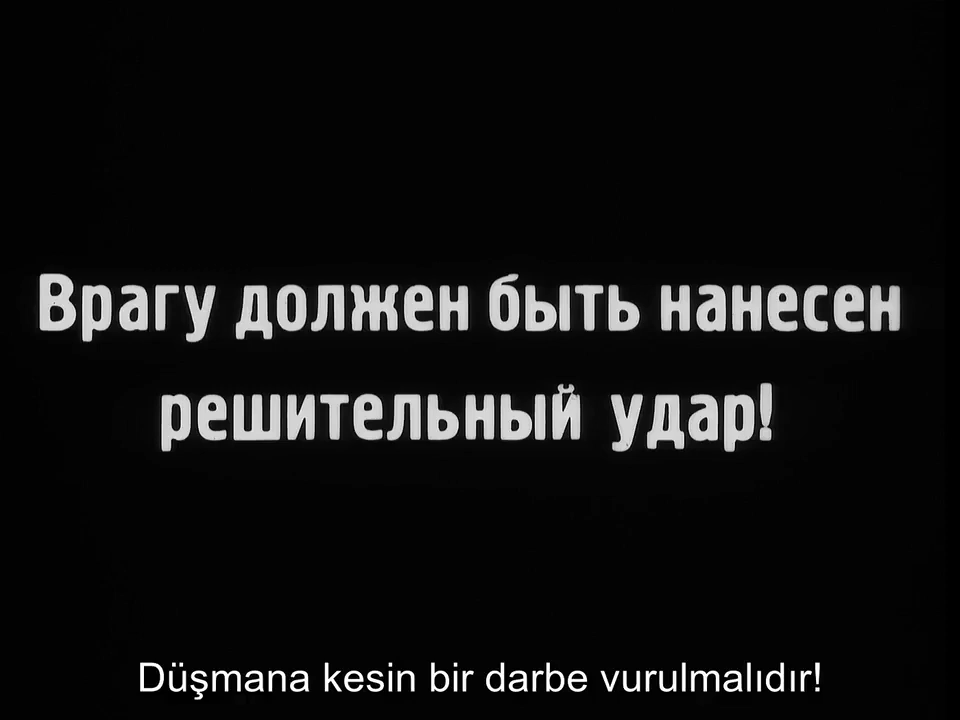 Врагу должен быть нанесен
решительный удар!
Düşmana kesin bir darbe vurulmalıdır!